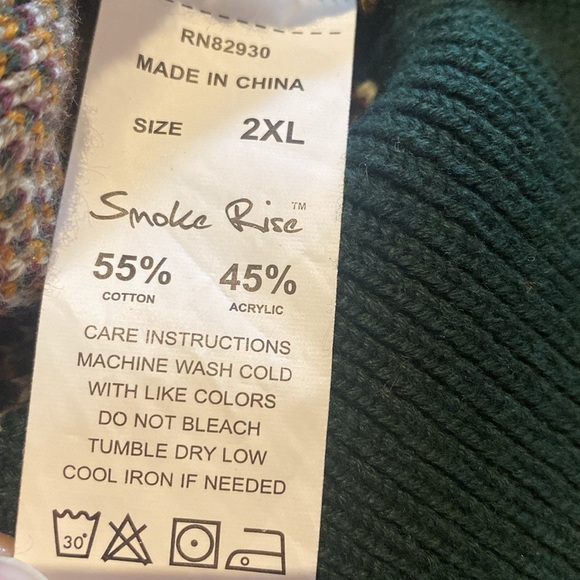 RN82930
MADE IN CHINA
SIZE 2XL
Smoke Rise™
55% 45%
COTTON ACRYLIC
CARE INSTRUCTIONS
MACHINE WASH COLD
WITH LIKE COLORS
DO NOT BLEACH
TUMBLE DRY LOW
COOL IRON IF NEEDED
30°